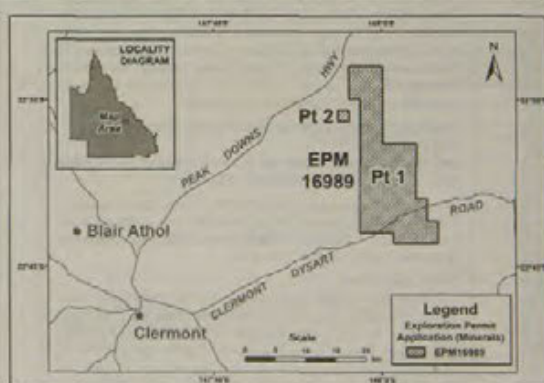 LOCALITY
DIAGRAM
Map
Area
N
HWY
DOWNS
PEAK
Pt 2
EPM
16989
Pt 1
ROAD
DYSART
CLERMONT
Blair Athol
Clermont
Scale
Legend
Exploration Permit
Application (Minerals)
EPM16989